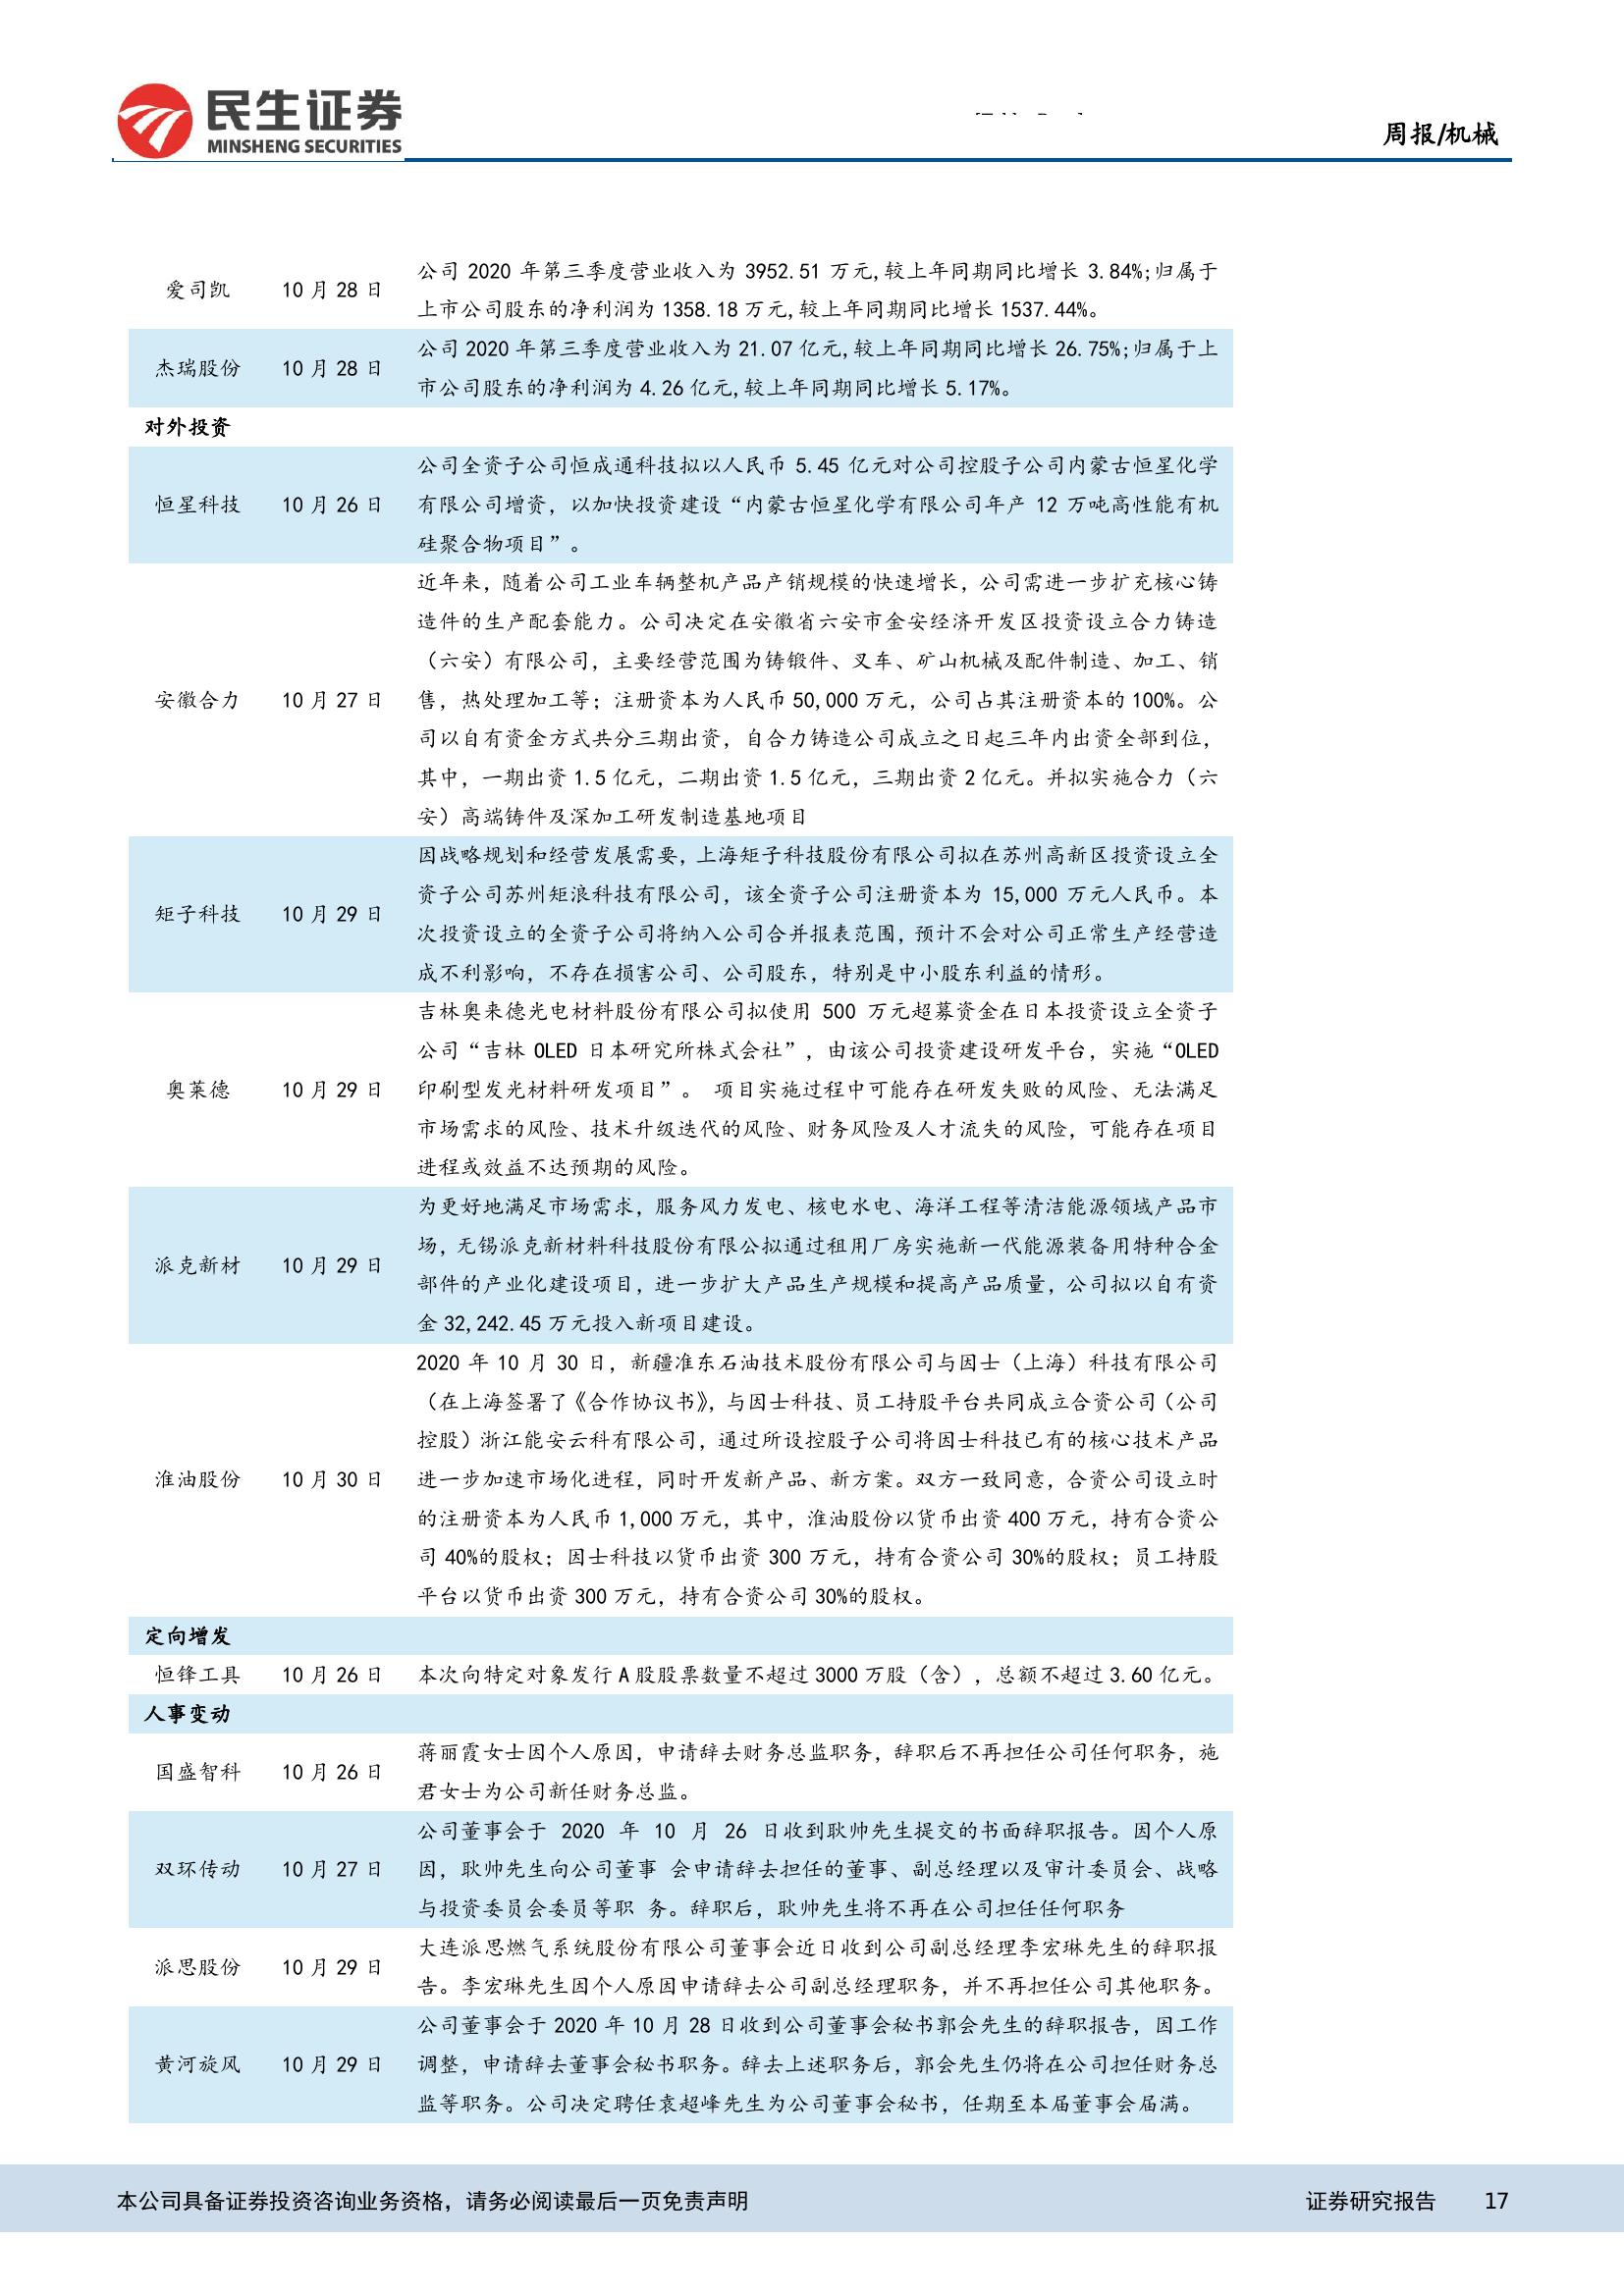 民生证券
MINSHENG SECURITIES
周报/机械
爱司凯 10 月 28 日 公司 2020 年第三季度营业收入为 3952.51 万元,较上年同期同比增长 3.84%;归属于
上市公司股东的净利润为 1358.18 万元,较上年同期同比增长 1537.44%。
杰瑞股份 10 月 28 日 公司 2020 年第三季度营业收入为 21.07 亿元,较上年同期同比增长 26.75%;归属于上
市公司股东的净利润为 4.26 亿元,较上年同期同比增长 5.17%。
对外投资
恒星科技 10 月 26 日 公司全资子公司恒成通科技拟以人民币 5.45 亿元对公司控股子公司内蒙古恒星化学
有限公司增资，以加快投资建设“内蒙古恒星化学有限公司年产 12 万吨高性能有机
硅聚合物项目”。
安徽合力 10 月 27 日 近年来，随着公司工业车辆整机产品产销规模的快速增长，公司需进一步扩充核心铸
造件的生产配套能力。公司决定在安徽省六安市金安经济开发区投资设立合力铸造
（六安）有限公司，主要经营范围为铸锻件、叉车、矿山机械及配件制造、加工、销
售，热处理加工等；注册资本为人民币 50,000 万元，公司占其注册资本的 100%。公
司以自有资金方式共分三期出资，自合力铸造公司成立之日起三年内出资全部到位，
其中，一期出资 1.5 亿元，二期出资 1.5 亿元，三期出资 2 亿元。并拟实施合力（六
安）高端铸件及深加工研发制造基地项目
矩子科技 10 月 29 日 因战略规划和经营发展需要，上海矩子科技股份有限公司拟在苏州高新区投资设立全
资子公司苏州矩浪科技有限公司，该全资子公司注册资本为 15,000 万元人民币。本
次投资设立的全资子公司将纳入公司合并报表范围，预计不会对公司正常生产经营造
成不利影响，不存在损害公司、公司股东，特别是中小股东利益的情形。
奥莱德 10 月 29 日 吉林奥来德光电材料股份有限公司拟使用 500 万元超募资金在日本投资设立全资子
公司“吉林 OLED 日本研究所株式会社”，由该公司投资建设研发平台，实施“OLED
印刷型发光材料研发项目”。 项目实施过程中可能存在研发失败的风险、无法满足
市场需求的风险、技术升级迭代的风险、财务风险及人才流失的风险，可能存在项目
进程或效益不达预期的风险。
派克新材 10 月 29 日 为更好地满足市场需求，服务风力发电、核电水电、海洋工程等清洁能源领域产品市
场，无锡派克新材料科技股份有限公拟通过租用厂房实施新一代能源装备用特种合金
部件的产业化建设项目，进一步扩大产品生产规模和提高产品质量，公司拟以自有资
金 32,242.45 万元投入新项目建设。
淮油股份 10 月 30 日 2020 年 10 月 30 日，新疆准东石油技术股份有限公司与因士（上海）科技有限公司
（在上海签署了《合作协议书》，与因士科技、员工持股平台共同成立合资公司（公司
控股）浙江能安云科有限公司，通过所设控股子公司将因士科技已有的核心技术产品
进一步加速市场化进程，同时开发新产品、新方案。双方一致同意，合资公司设立时
的注册资本为人民币 1,000 万元，其中，淮油股份以货币出资 400 万元，持有合资公
司 40%的股权；因士科技以货币出资 300 万元，持有合资公司 30%的股权；员工持股
平台以货币出资 300 万元，持有合资公司 30%的股权。
定向增发
恒锋工具 10 月 26 日 本次向特定对象发行 A 股股票数量不超过 3000 万股（含），总额不超过 3.60 亿元。
人事变动
国盛智科 10 月 26 日 蒋丽霞女士因个人原因，申请辞去财务总监职务，辞职后不再担任公司任何职务，施
君女士为公司新任财务总监。
双环传动 10 月 27 日 公司董事会于 2020 年 10 月 26 日收到耿帅先生提交的书面辞职报告。因个人原
因，耿帅先生向公司董事 会申请辞去担任的董事、副总经理以及审计委员会、战略
与投资委员会委员等职 务。辞职后，耿帅先生将不再在公司担任任何职务
派思股份 10 月 29 日 大连派思燃气系统股份有限公司董事会近日收到公司副总经理李宏琳先生的辞职报
告。李宏琳先生因个人原因申请辞去公司副总经理职务，并不再担任公司其他职务。
黄河旋风 10 月 29 日 公司董事会于 2020 年 10 月 28 日收到公司董事会秘书郭会先生的辞职报告，因工作
调整，申请辞去董事会秘书职务。辞去上述职务后，郭会先生仍将在公司担任财务总
监等职务。公司决定聘任袁超峰先生为公司董事会秘书，任期至本届董事会届满。
本公司具备证券投资咨询业务资格，请务必阅读最后一页免责声明 证券研究报告 17